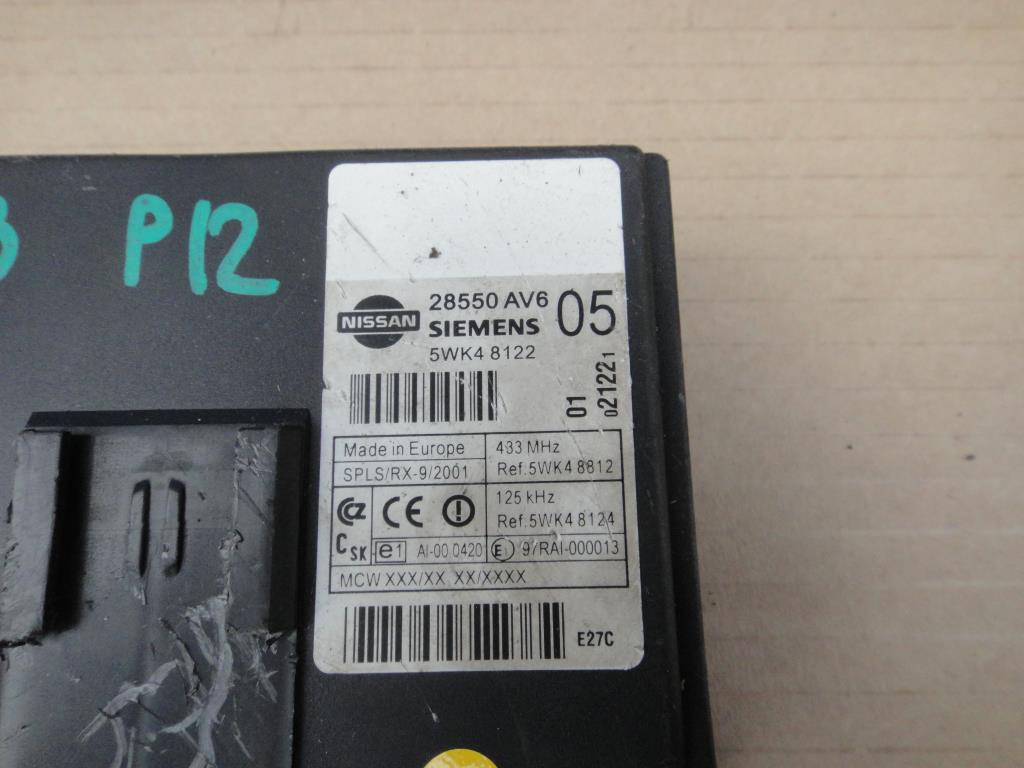 P12
NISSAN
28550 AV6 05
SIEMENS
5WK4 8122
01
021221
Made in Europe
433 MHz
SPLS/RX-9/2001
Ref.5WK4 8812
125 kHz
Ref.5WK4 8124
CZ
CE
C SK
e1 AI-00 0420
E 97RAI-000013
MCW XXX/XX XX/XXXX
E27C